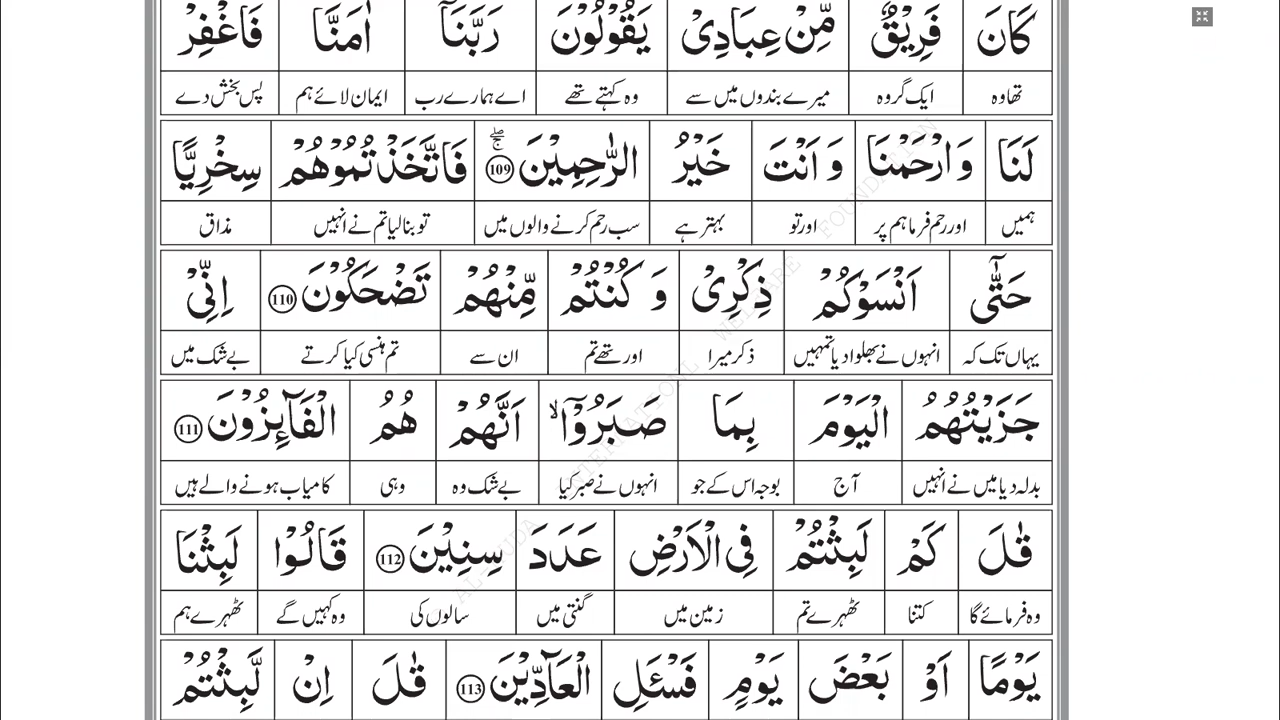 كَانَ فَرِيْقٌ مِّنْ عِبَادِىْ يَقُوْلُوْنَ رَبَّنَآ اٰمَنَّا فَاغْفِرْ
تھا وہ ایک گروہ میرے بندوں میں سے وہ کہتے تھے اے ہمارے رب ایمان لائے ہم پس بخش دے
لَنَا وَ ارْحَمْنَا وَ اَنْتَ خَيْرُ الرّٰحِمِيْنَ 109 فَاتَّخَذْتُمُوْهُمْ سِخْرِيًّا
ہمیں اور رحم فرما ہم پر اور تو بہتر ہے سب رحم کرنے والوں میں تو بنا لیا تم نے انہیں مذاق
حَتّٰٓى اَنْسَوْكُمْ ذِكْرِىْ وَ كُنْتُمْ مِّنْهُمْ تَضْحَكُوْنَ 110 اِنِّىْ
یہاں تک کہ انہوں نے بھلوا دیا تمہیں ذکر میرا اور تھے تم ان سے تم ہنسی کیا کرتے بے شک میں
جَزَيْتُهُمُ الْيَوْمَ بِمَا صَبَرُوْٓا ۙ اَنَّهُمْ هُمُ الْفَآئِزُوْنَ 111
بدلہ دیا میں نے انہیں آج بوجہ اس کے جو انہوں نے صبر کیا بے شک وہ وہی کامیاب ہونے والے ہیں
قٰلَ كَمْ لَبِثْتُمْ فِى الْاَرْضِ عَدَدَ سِنِيْنَ 112 قَالُوْا لَبِثْنَا
وہ فرمائے گا کتنا ٹھہرے تم زمین میں گنتی میں سالوں کی وہ کہیں گے ٹھہرے ہم
يَوْمًا اَوْ بَعْضَ يَوْمٍ فَسْـَٔلِ الْعَآدِّيْنَ 113 قٰلَ اِنْ لَّبِثْتُمْ